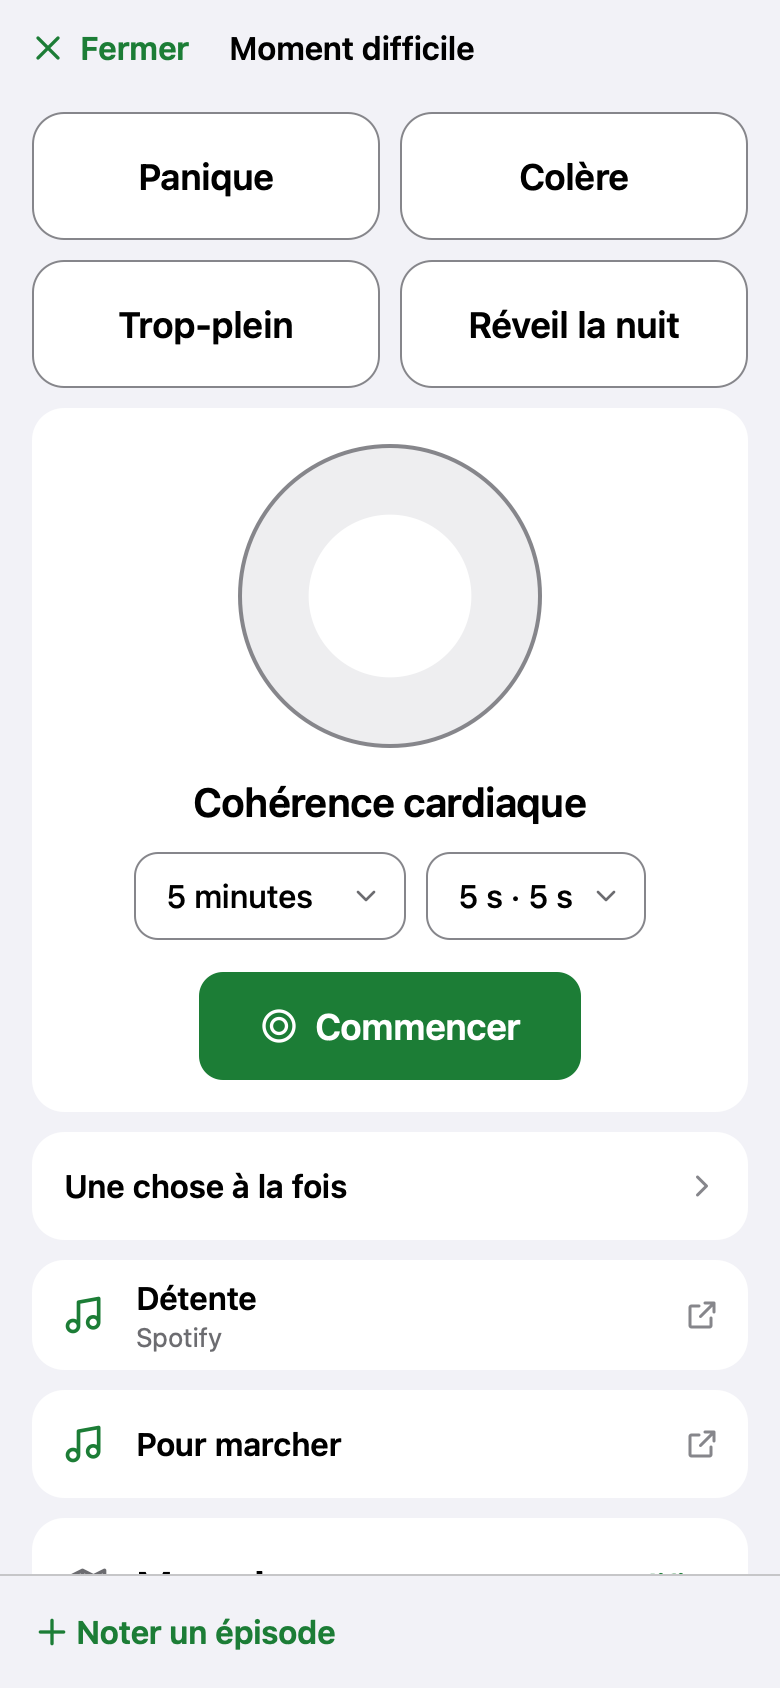 Fermer
Moment difficile
Panique
Colère
Trop-plein
Réveil la nuit
Cohérence cardiaque
5 minutes
5 s · 5 s
Commencer
Une chose à la fois
Détente
Spotify
Pour marcher
Noter un épisode